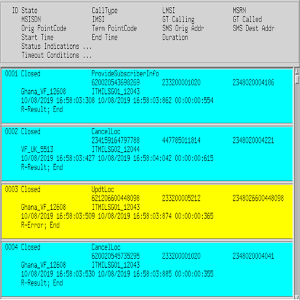 ID State CallType LMSI MSRN
MSISDN IMSI GT Calling GT Called
Orig PointCode Term PointCode SMS Orig Addr SMS Dest Addr
Start Time End Time Duration
Status Indications ...
Timeout Conditions ...
0001 Closed ProvideSubscriberInfo
620020543698269 233200001020 2348020004186
Ghana_VF_12608 ITMILSG01_12043
10/08/2019 16:58:03:308 10/08/2019 16:58:03:862 00:00:00:554
R-Result; End
0002 Closed CancelLoc
234159164797788 447785011814 2348020004221
VF_UK_5513 ITMILSG02_12044
10/08/2019 16:58:03:427 10/08/2019 16:58:04:042 00:00:00:615
R-Result; End
0003 Closed UpdtLoc
621206600448098 233200005212 2348026600448098
Ghana_VF_12608 ITMILSG01_12043
10/08/2019 16:58:03:509 10/08/2019 16:58:03:874 00:00:00:365
R-Error; End
0004 Closed CancelLoc
620020545735295 233200001020 2348020004041
Ghana_VF_12608 ITMILSG01_12043
10/08/2019 16:58:03:530 10/08/2019 16:58:03:885 00:00:00:355
R-Result; End